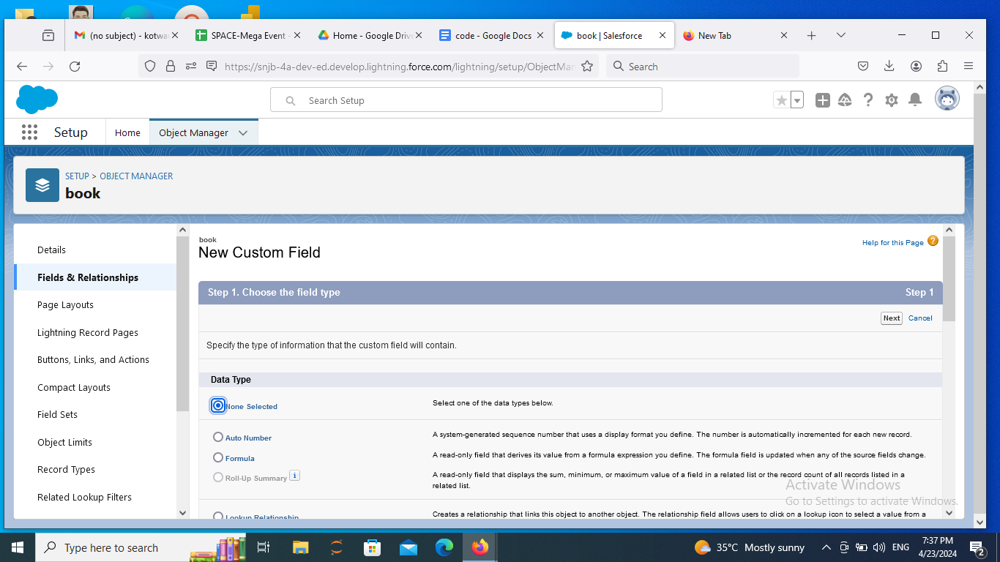 (no subject) - kotwa
SPACE-Mega Event -
Home - Google Drive
code - Google Docs
book | Salesforce
New Tab
https://snjb-4a-dev-ed.develop.lightning.force.com/lightning/setup/ObjectMan
Search
Search Setup
Setup
Home
Object Manager
SETUP > OBJECT MANAGER
book
Details
Fields & Relationships
Page Layouts
Lightning Record Pages
Buttons, Links, and Actions
Compact Layouts
Field Sets
Object Limits
Record Types
Related Lookup Filters
book
New Custom Field
Help for this Page
Step 1. Choose the field type
Step 1
Next
Cancel
Specify the type of information that the custom field will contain.
Data Type
None Selected
Select one of the data types below.
Auto Number
A system-generated sequence number that uses a display format you define. The number is automatically incremented for each new record.
Formula
A read-only field that derives its value from a formula expression you define. The formula field is updated when any of the source fields change.
Roll-Up Summary
A read-only field that displays the sum, minimum, or maximum value of a field in a related list or the record count of all records listed in a
related list.
Lookup Relationship
Creates a relationship that links this object to another object. The relationship field allows users to click on a lookup icon to select a value from a
Activate Windows
Go to Settings to activate Windows.
Type here to search
35°C Mostly sunny
ENG
7:37 PM
4/23/2024
2